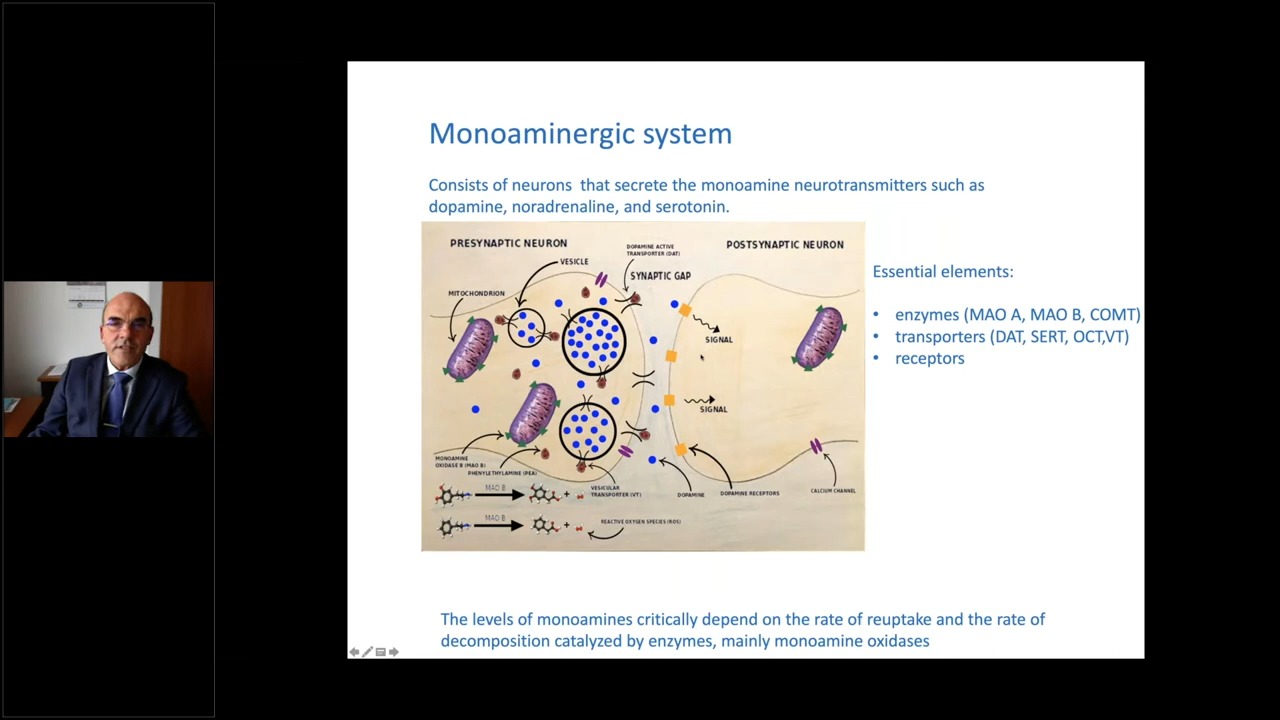 Monoaminergic system
Consists of neurons that secrete the monoamine neurotransmitters such as
dopamine, noradrenaline, and serotonin.
PRESYNAPTIC NEURON
DOPAMINE ACTIVE
TRANSPORTER (DAT)
POSTSYNAPTIC NEURON
VESICLE
SYNAPTIC GAP
MITOCHONDRION
SIGNAL
SIGNAL
MONOAMINE
OXIDASE B (MAO B)
PHENYLETHYLAMINE (PEA)
VESICULAR
TRANSPORTER (VT)
DOPAMINE
DOPAMINE RECEPTORS
CALCIUM CHANNEL
MAO B
MAO B
REACTIVE OXYGEN SPECIES (ROS)
Essential elements:
• enzymes (MAO A, MAO B, COMT)
• transporters (DAT, SERT, OCT,VT)
• receptors
The levels of monoamines critically depend on the rate of reuptake and the rate of
decomposition catalyzed by enzymes, mainly monoamine oxidases